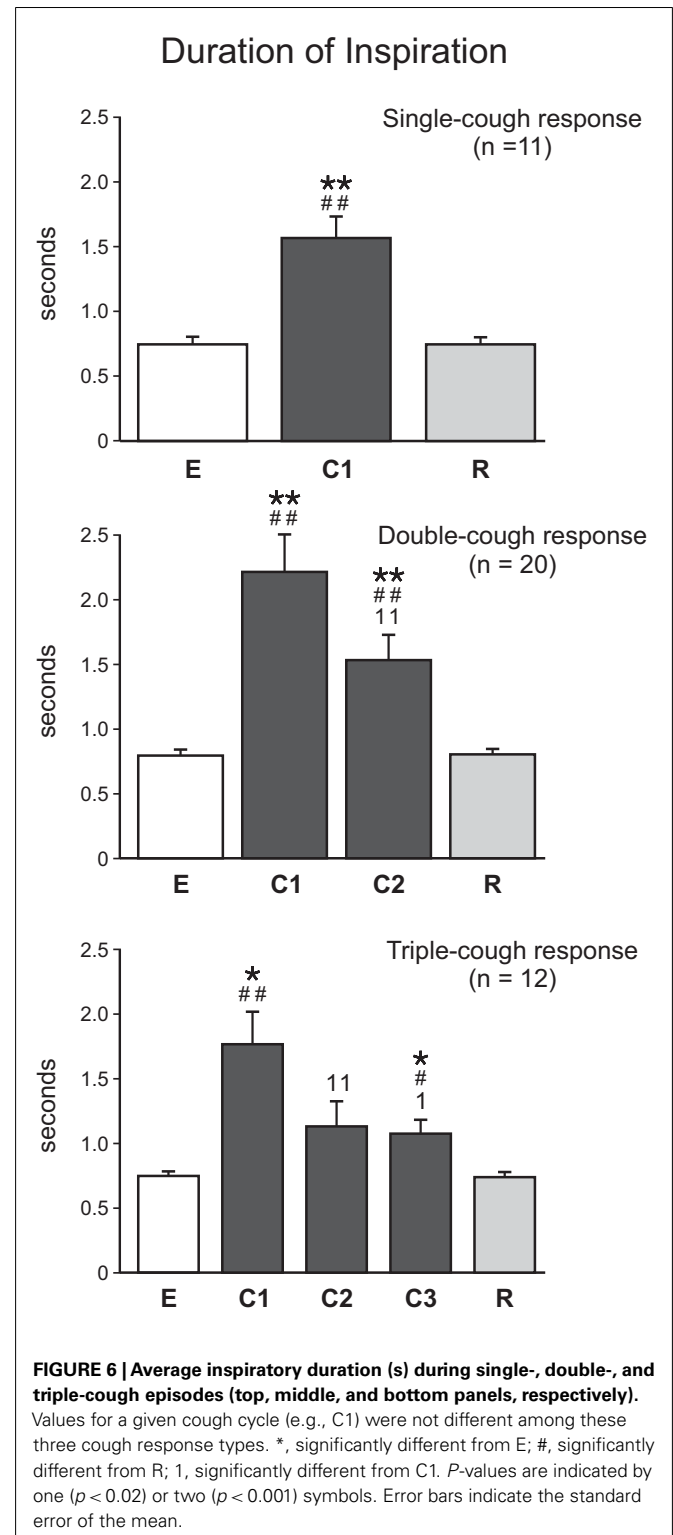 Duration of Inspiration
Single-cough response
(n =11)
seconds
2.5
2.0
1.5
1.0
0.5
0
**
##
E C1 R
Double-cough response
(n = 20)
seconds
2.5
2.0
1.5
1.0
0.5
0
**
##
**
##
11
E C1 C2 R
Triple-cough response
(n = 12)
seconds
2.5
2.0
1.5
1.0
0.5
0
*
##
11
*
#
1
E C1 C2 C3 R
FIGURE 6 | Average inspiratory duration (s) during single-, double-, and
triple-cough episodes (top, middle, and bottom panels, respectively).
Values for a given cough cycle (e.g., C1) were not different among these
three cough response types. *, significantly different from E; #, significantly
different from R; 1, significantly different from C1. P-values are indicated by
one (p < 0.02) or two (p < 0.001) symbols. Error bars indicate the standard
error of the mean.